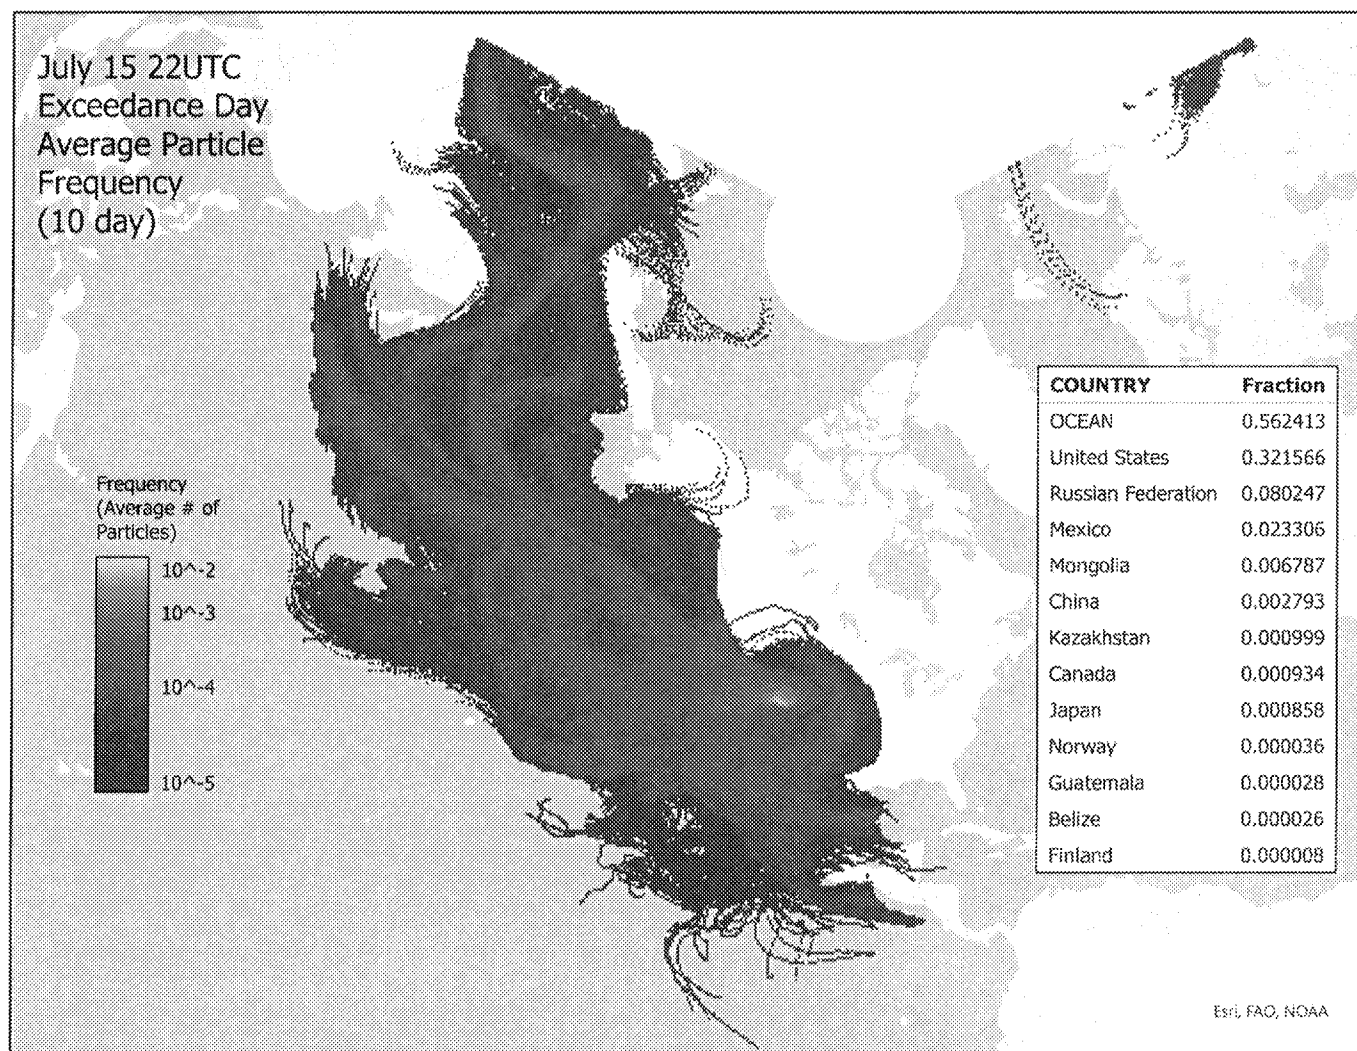 July 15 22UTC
Exceedance Day
Average Particle
Frequency
(10 day)
Frequency
(Average # of
Particles)
10^-2
10^-3
10^-4
10^-5
COUNTRY Fraction
OCEAN 0.562413
United States 0.321566
Russian Federation 0.080247
Mexico 0.023306
Mongolia 0.006787
China 0.002793
Kazakhstan 0.000999
Canada 0.000934
Japan 0.000858
Norway 0.000036
Guatemala 0.000028
Belize 0.000026
Finland 0.000008
Esri, FAO, NOAA